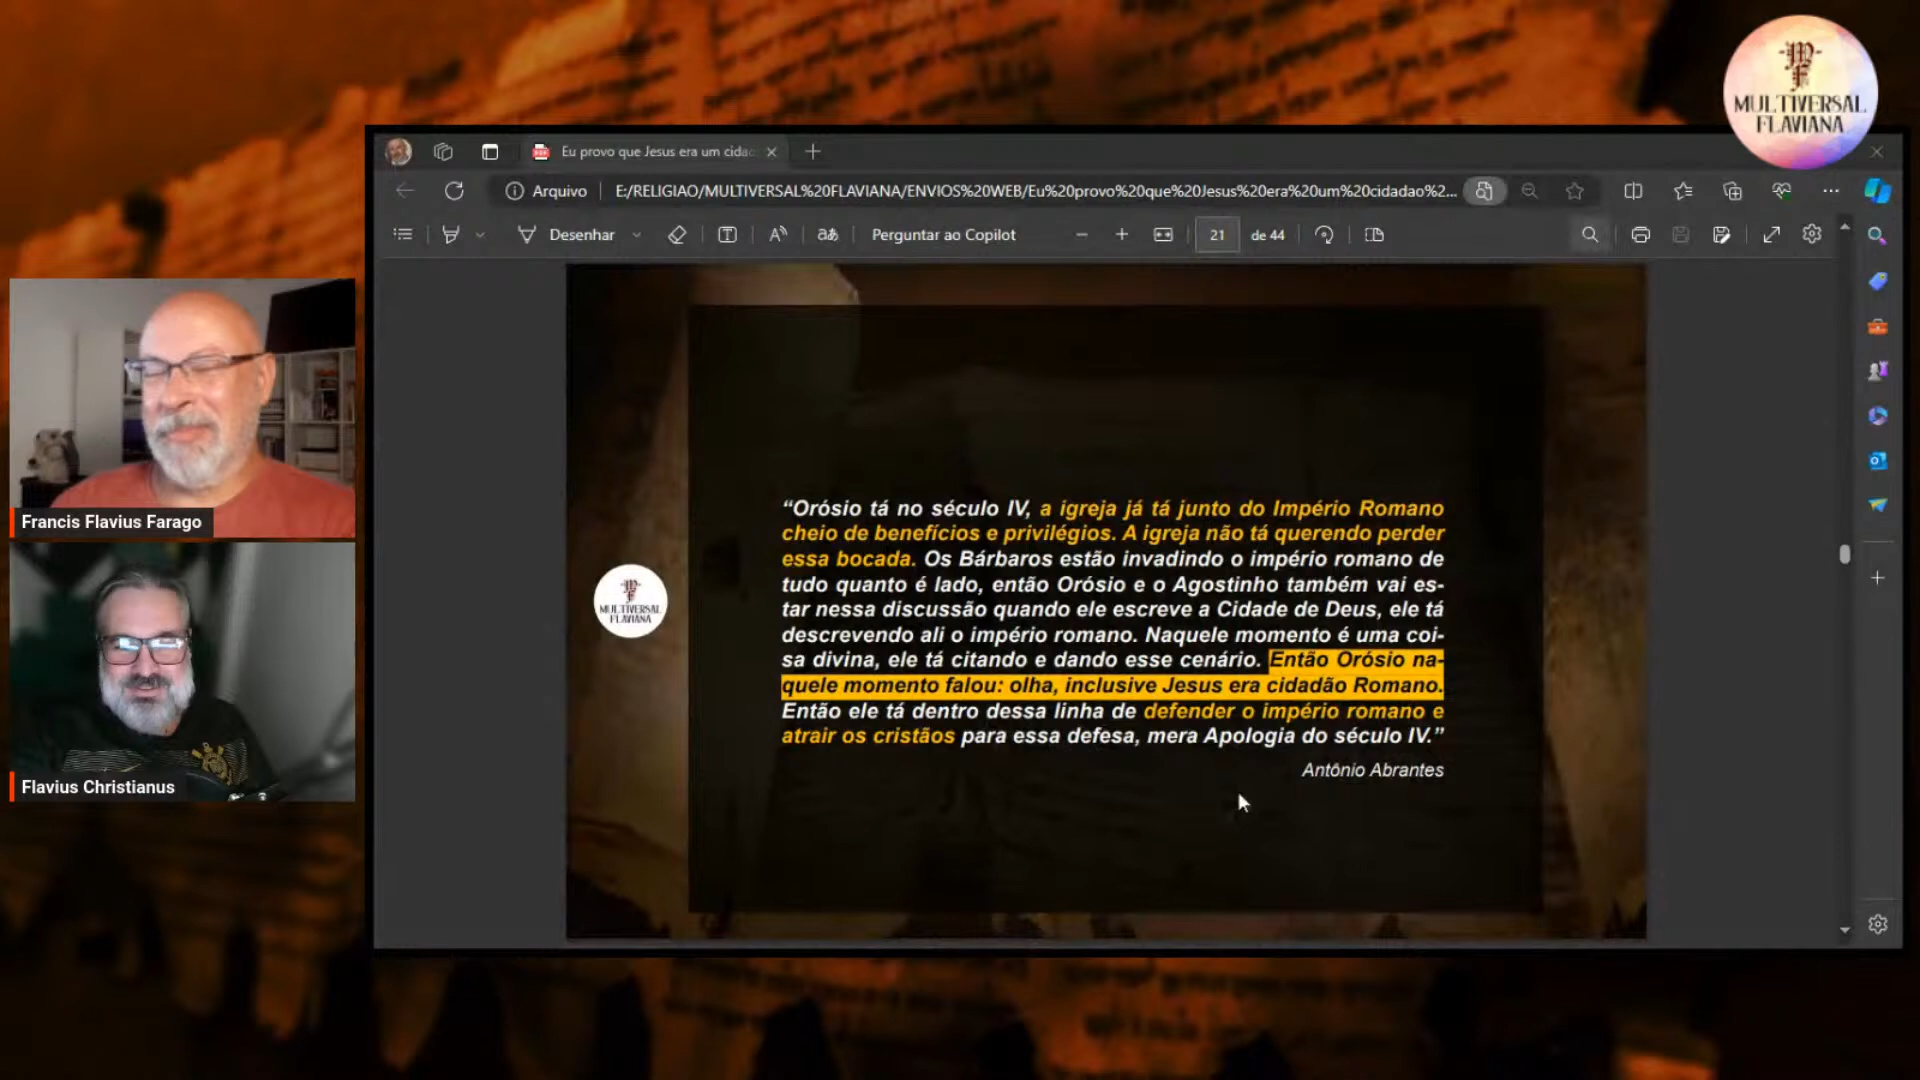 MULTIVERSAL
FLAVIANA
Eu provo que Jesus era um cidad
Arquivo
E:/RELIGIAO/MULTIVERSAL%20FLAVIANA/ENVIOS%20WEB/Eu%20provo%20que%20Jesus%20era%20um%20cidadao%2...
Desenhar
Perguntar ao Copilot
21
de 44
“Orósio tá no século IV, a igreja já tá junto do Império Romano
cheio de benefícios e privilégios. A igreja não tá querendo perder
essa bocada. Os Bárbaros estão invadindo o império romano de
tudo quanto é lado, então Orósio e o Agostinho também vai es-
tar nessa discussão quando ele escreve a Cidade de Deus, ele tá
descrevendo ali o império romano. Naquele momento é uma coi-
sa divina, ele tá citando e dando esse cenário. Então Orósio na-
quele momento falou: olha, inclusive Jesus era cidadão Romano.
Então ele tá dentro dessa linha de defender o império romano e
atrair os cristãos para essa defesa, mera Apologia do século IV.”
Antônio Abrantes
MULTIVERSAL
FLAVIANA
Francis Flavius Farago
Flavius Christianus